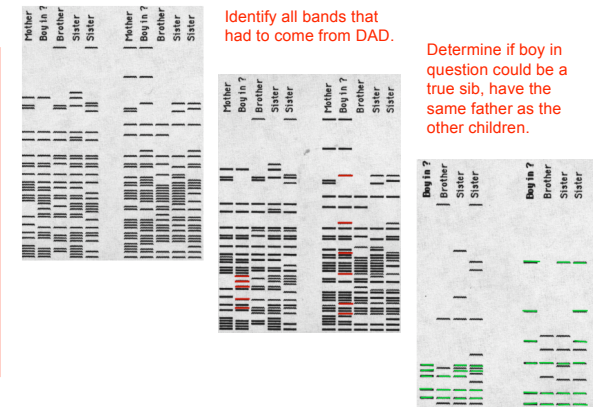 Mother
Boy in ?
Brother
Sister
Sister
Mother
Boy in ?
Brother
Sister
Sister
Identify all bands that
had to come from DAD.
Mother
Boy in ?
Brother
Sister
Sister
Mother
Boy in ?
Brother
Sister
Sister
Determine if boy in
question could be a
true sib, have the
same father as the
other children.
Boy in ?
Brother
Sister
Sister
Boy in ?
Brother
Sister
Sister